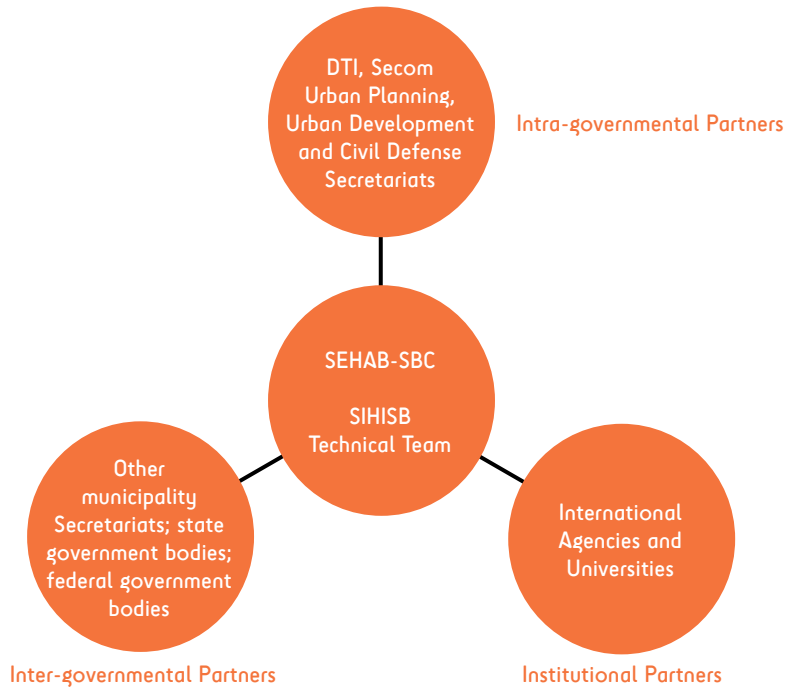 DTI, Secom
Urban Planning,
Urban Development
and Civil Defense
Secretariats
Intra-governmental Partners
SEHAB-SBC
SIHISB
Technical Team
Other
municipality
Secretariats; state
government bodies;
federal government
bodies
Inter-governmental Partners
International
Agencies and
Universities
Institutional Partners